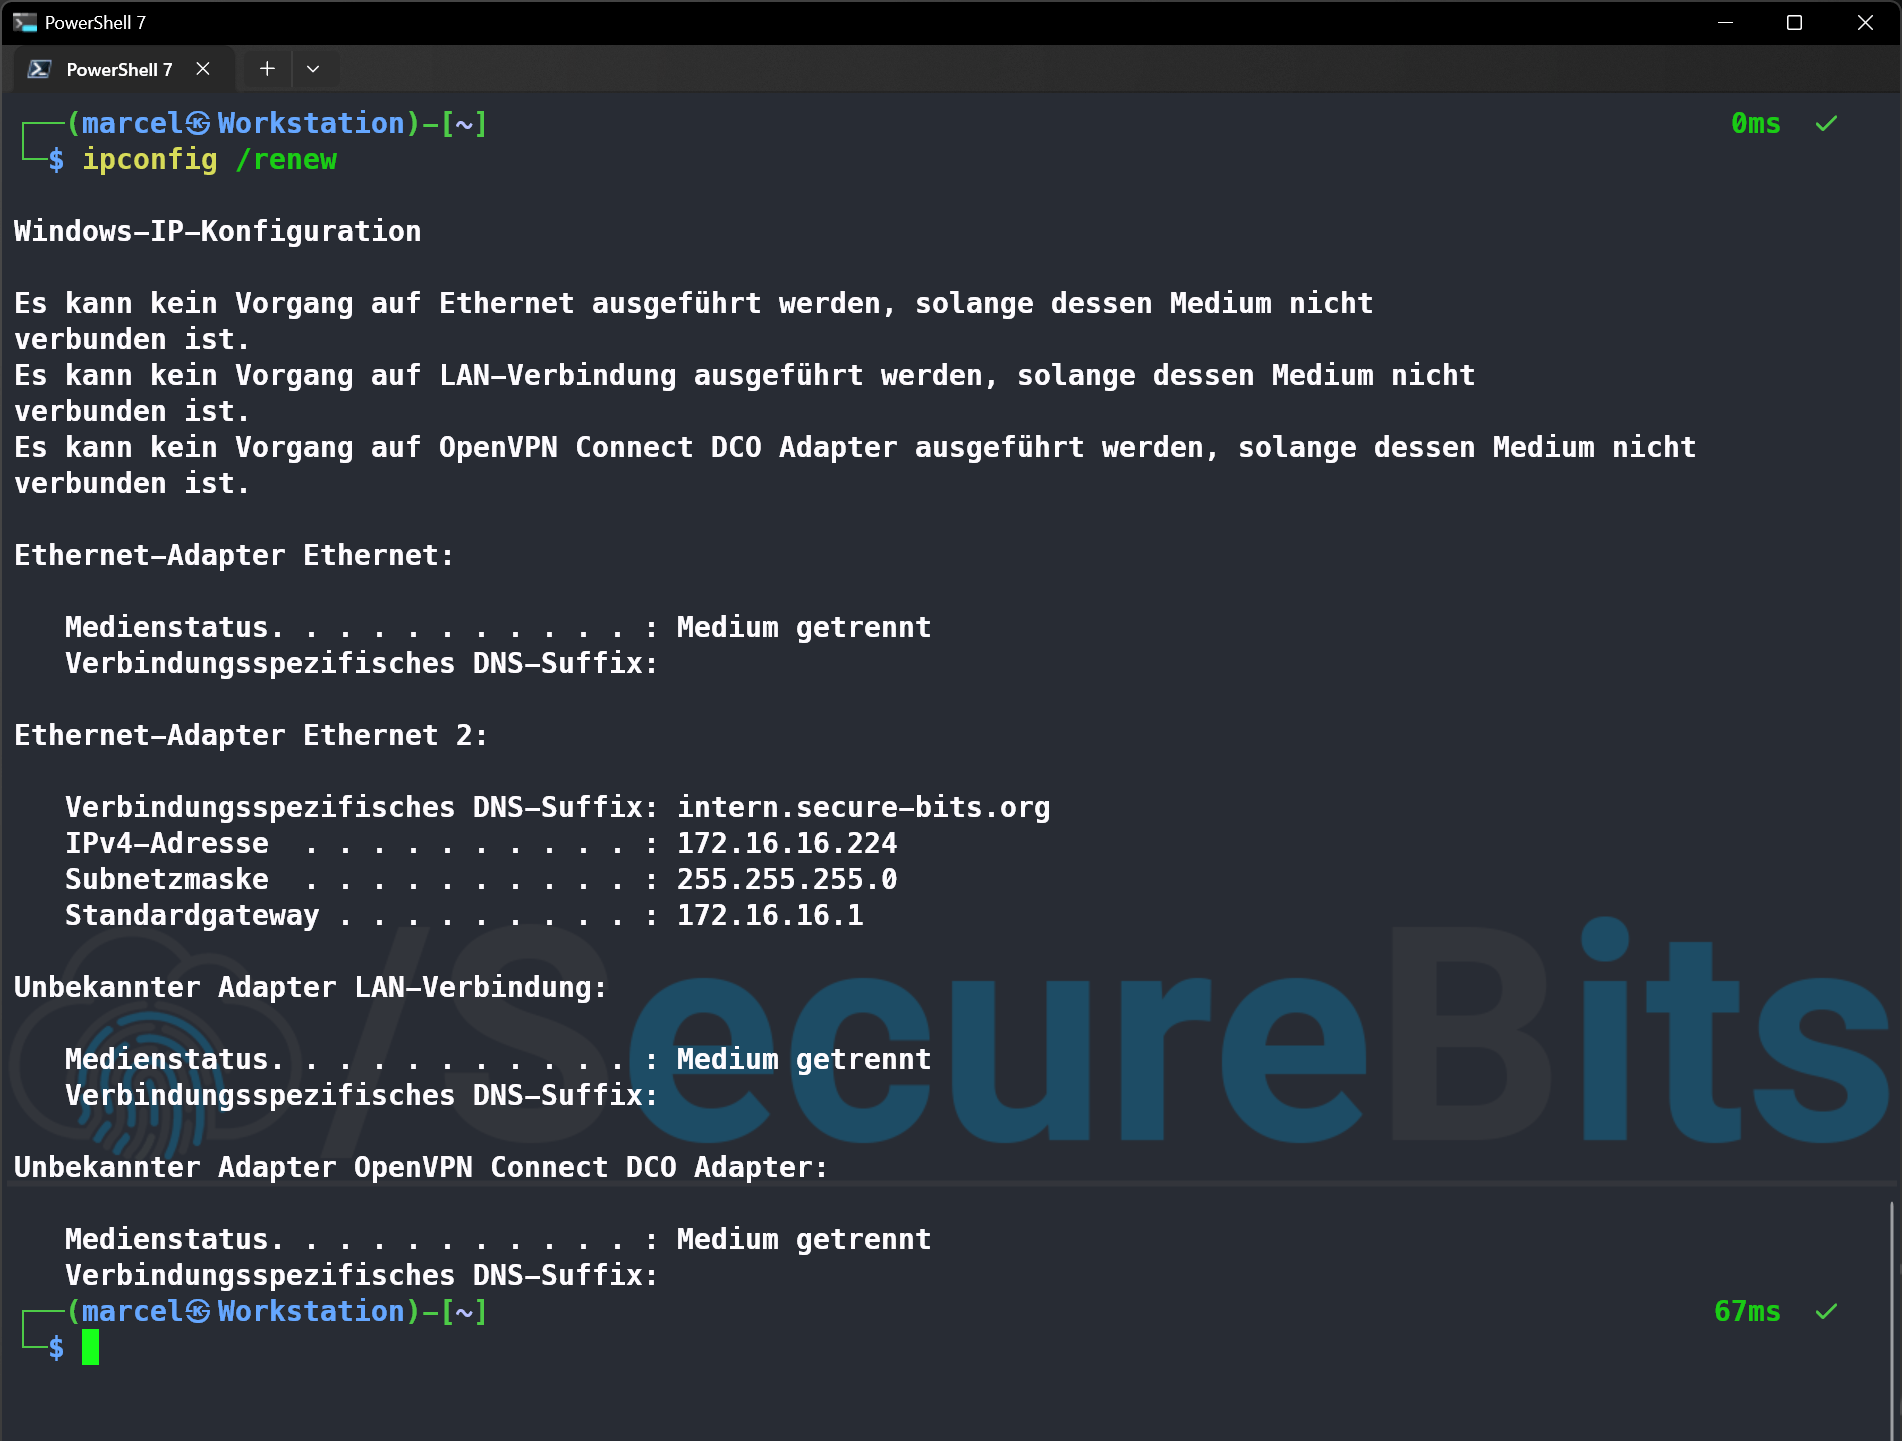 PowerShell 7
PowerShell 7
(marcel㉿Workstation)-[~] 0ms ✓
$ ipconfig /renew
Windows-IP-Konfiguration
Es kann kein Vorgang auf Ethernet ausgeführt werden, solange dessen Medium nicht
verbunden ist.
Es kann kein Vorgang auf LAN-Verbindung ausgeführt werden, solange dessen Medium nicht
verbunden ist.
Es kann kein Vorgang auf OpenVPN Connect DCO Adapter ausgeführt werden, solange dessen Medium nicht
verbunden ist.
Ethernet-Adapter Ethernet:
Medienstatus. . . . . . . . . . . : Medium getrennt
Verbindungsspezifisches DNS-Suffix:
Ethernet-Adapter Ethernet 2:
Verbindungsspezifisches DNS-Suffix: intern.secure-bits.org
IPv4-Adresse  . . . . . . . . . . : 172.16.16.224
Subnetzmaske  . . . . . . . . . . : 255.255.255.0
Standardgateway . . . . . . . . . : 172.16.16.1
/SecureBits
Unbekannter Adapter LAN-Verbindung:
Medienstatus. . . . . . . . . . . : Medium getrennt
Verbindungsspezifisches DNS-Suffix:
Unbekannter Adapter OpenVPN Connect DCO Adapter:
Medienstatus. . . . . . . . . . . : Medium getrennt
Verbindungsspezifisches DNS-Suffix:
(marcel㉿Workstation)-[~] 67ms ✓
$